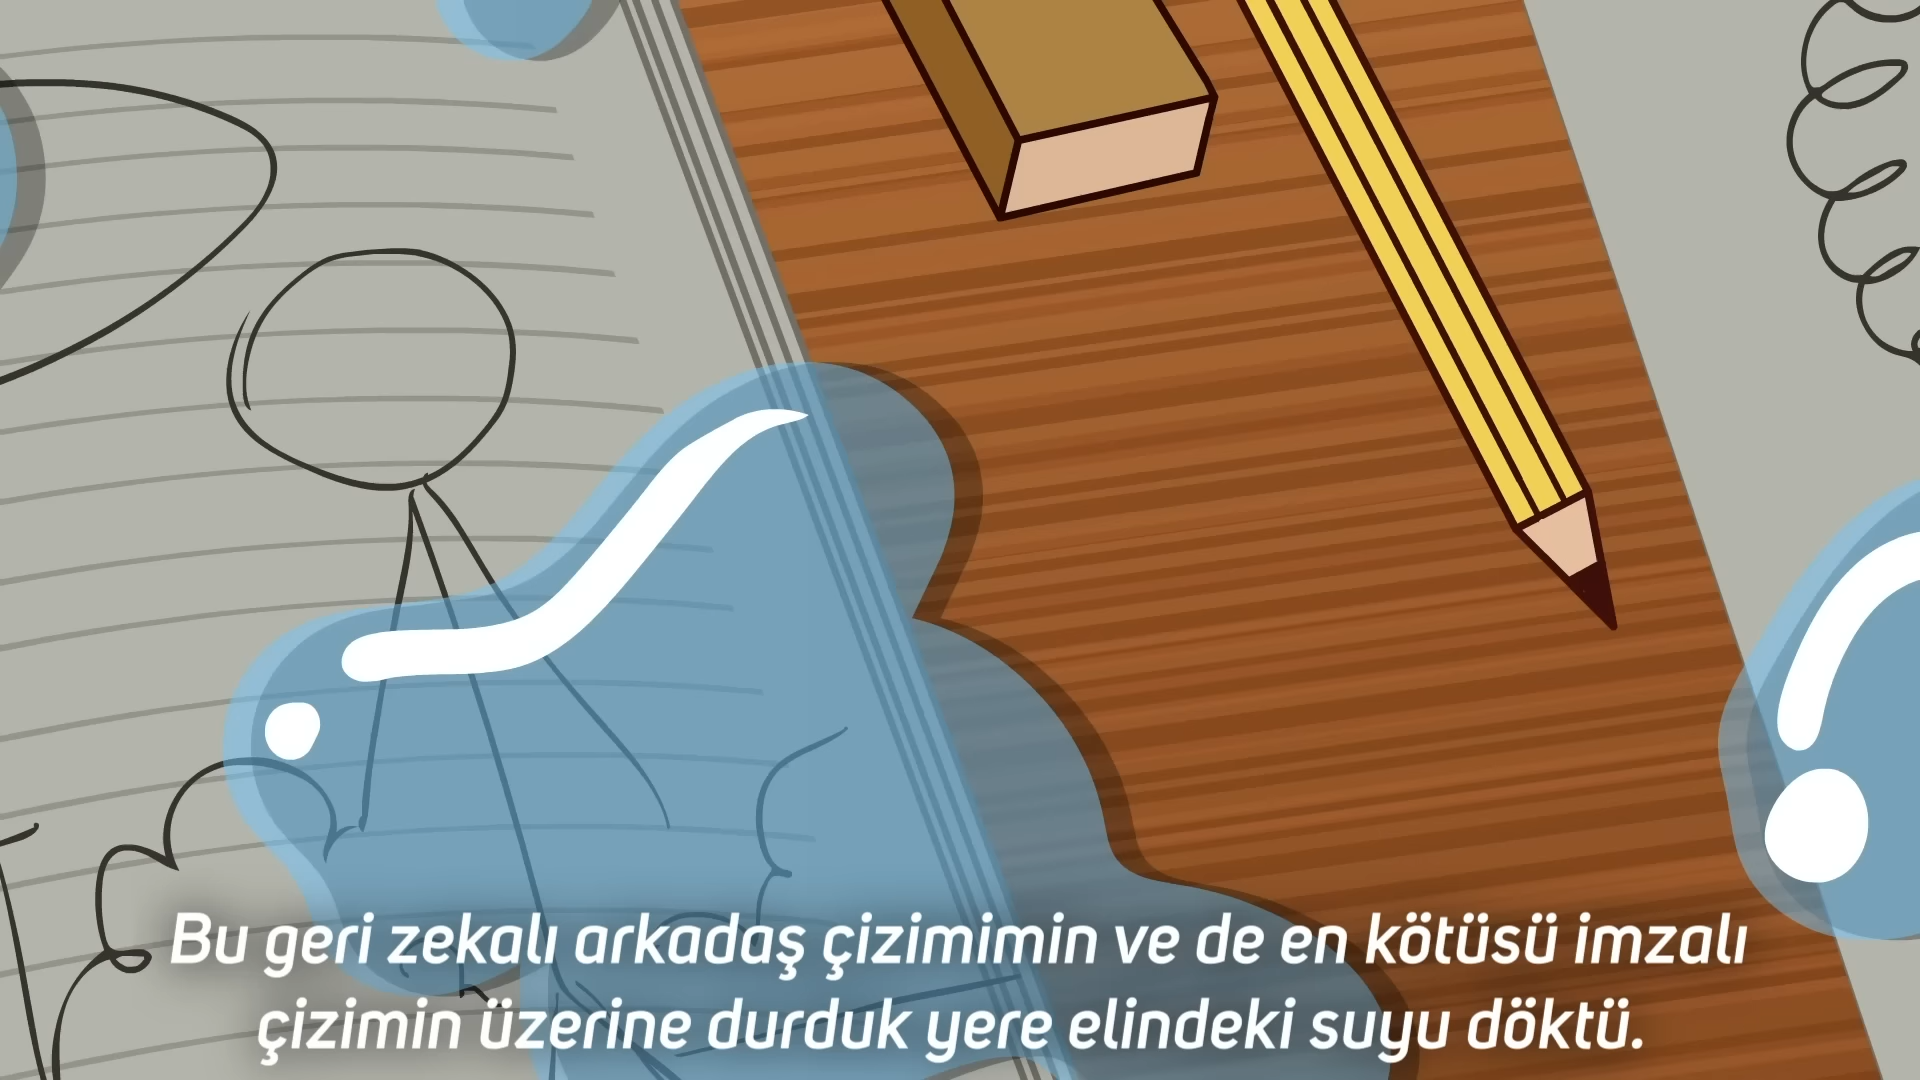 Bu geri zekalı arkadaş çizimimin ve de en kötüsü imzalı
çizimin üzerine durduk yere elindeki suyu döktü.